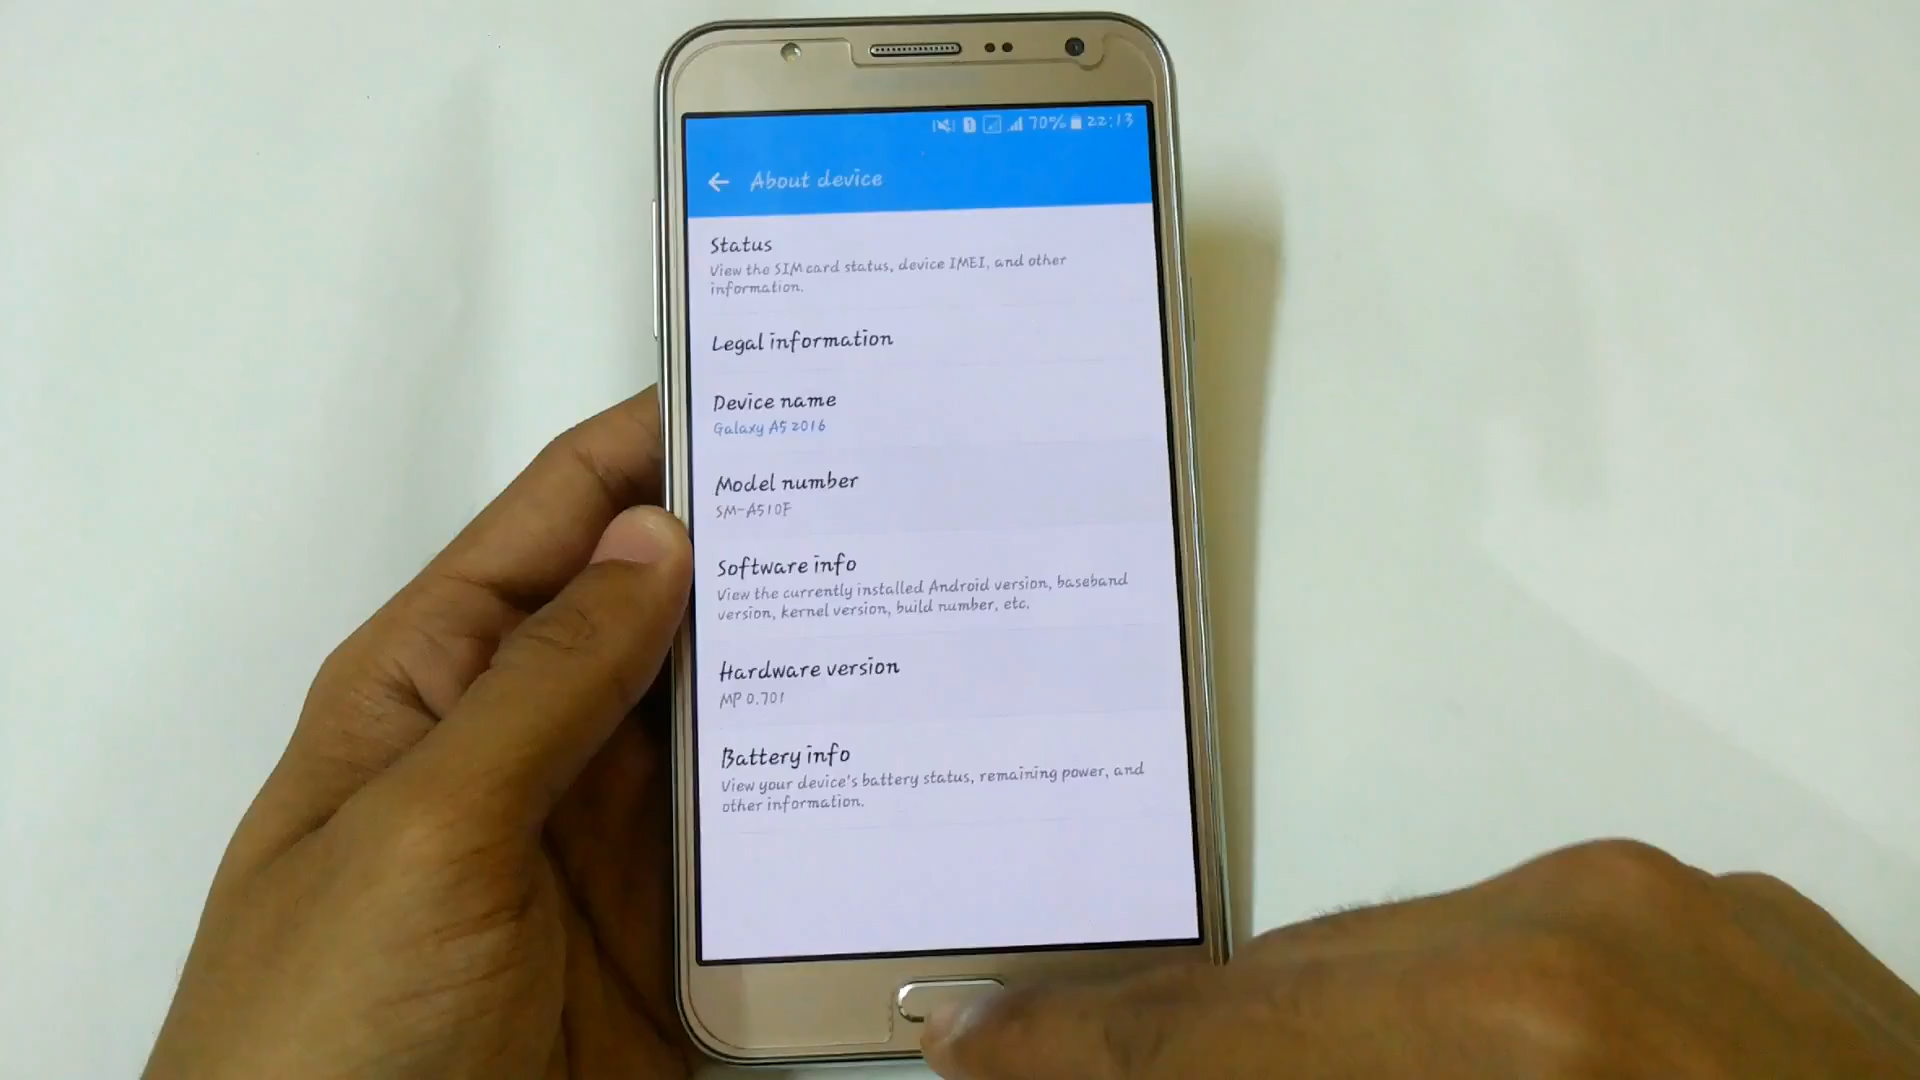 70% 22:13
About device
Status
View the SIM card status, device IMEI, and other
information.
Legal information
Device name
Galaxy A5 2016
Model number
SM-A510F
Software info
View the currently installed Android version, baseband
version, kernel version, build number, etc.
Hardware version
MP 0.701
Battery info
View your device's battery status, remaining power, and
other information.